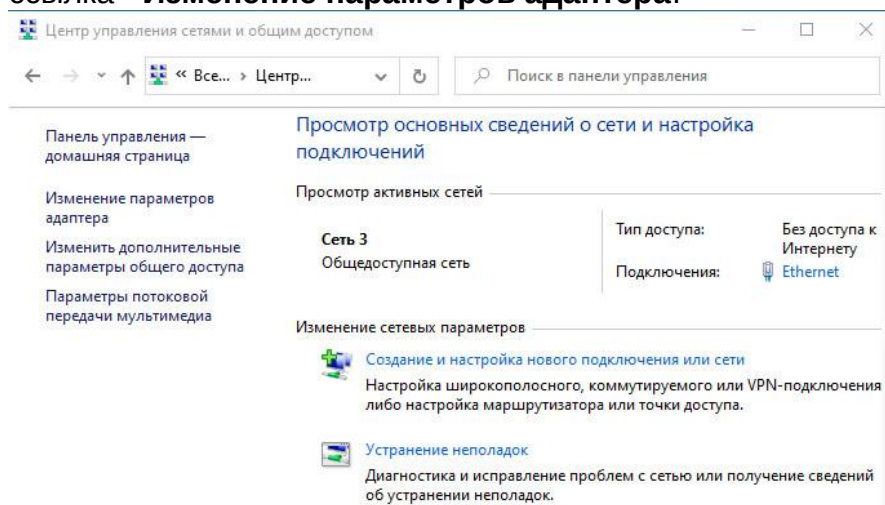 ссылка "Изменение параметров адаптера".
Центр управления сетями и общим доступом
« Все... › Центр...
Поиск в панели управления
Панель управления —
домашняя страница
Изменение параметров
адаптера
Изменить дополнительные
параметры общего доступа
Параметры потоковой
передачи мультимедиа
Просмотр основных сведений о сети и настройка
подключений
Просмотр активных сетей
Сеть 3
Общедоступная сеть
Тип доступа: Без доступа к
Интернету
Подключения: Ethernet
Изменение сетевых параметров
Создание и настройка нового подключения или сети
Настройка широкополосного, коммутируемого или VPN-подключения
либо настройка маршрутизатора или точки доступа.
Устранение неполадок
Диагностика и исправление проблем с сетью или получение сведений
об устранении неполадок.